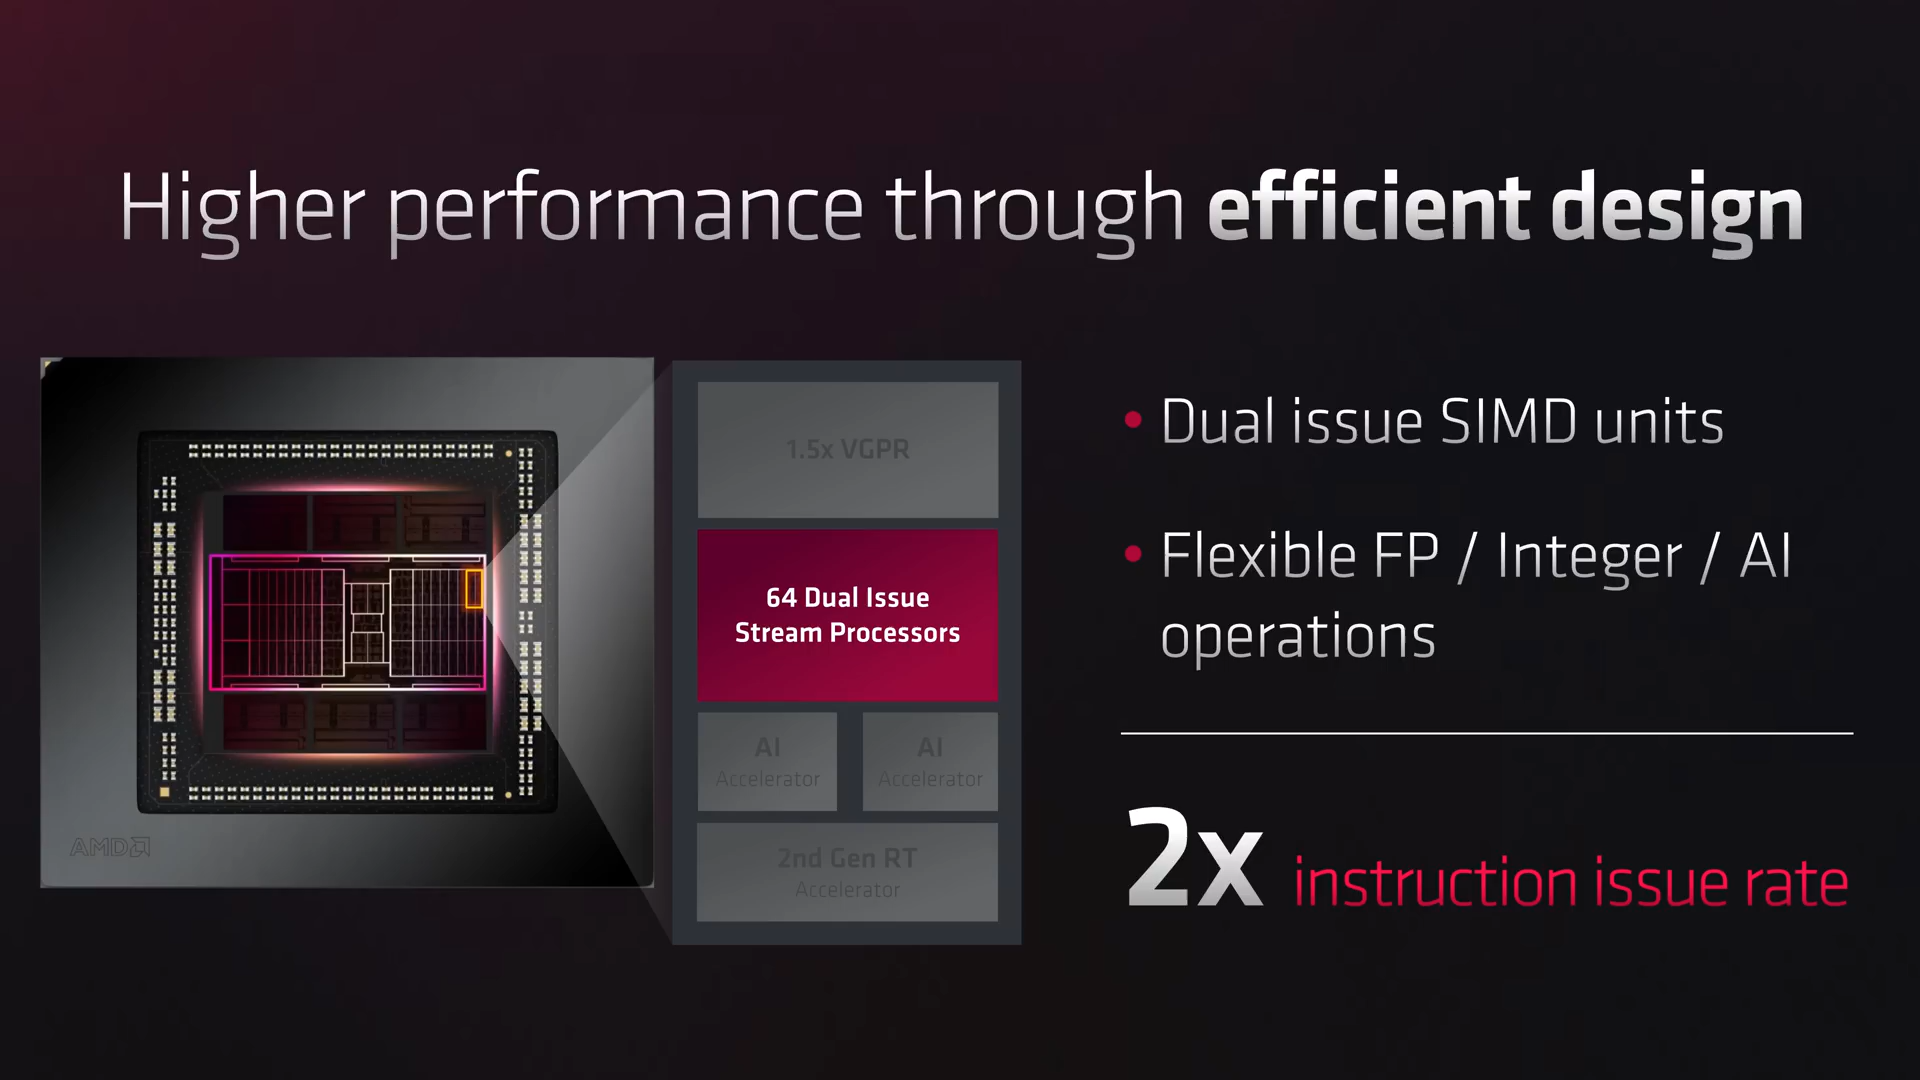 Higher performance through efficient design
1.5x VGPR
64 Dual Issue
Stream Processors
AI
Accelerator
AI
Accelerator
2nd Gen RT
Accelerator
AMD
• Dual issue SIMD units
• Flexible FP / Integer / AI
operations
2x instruction issue rate